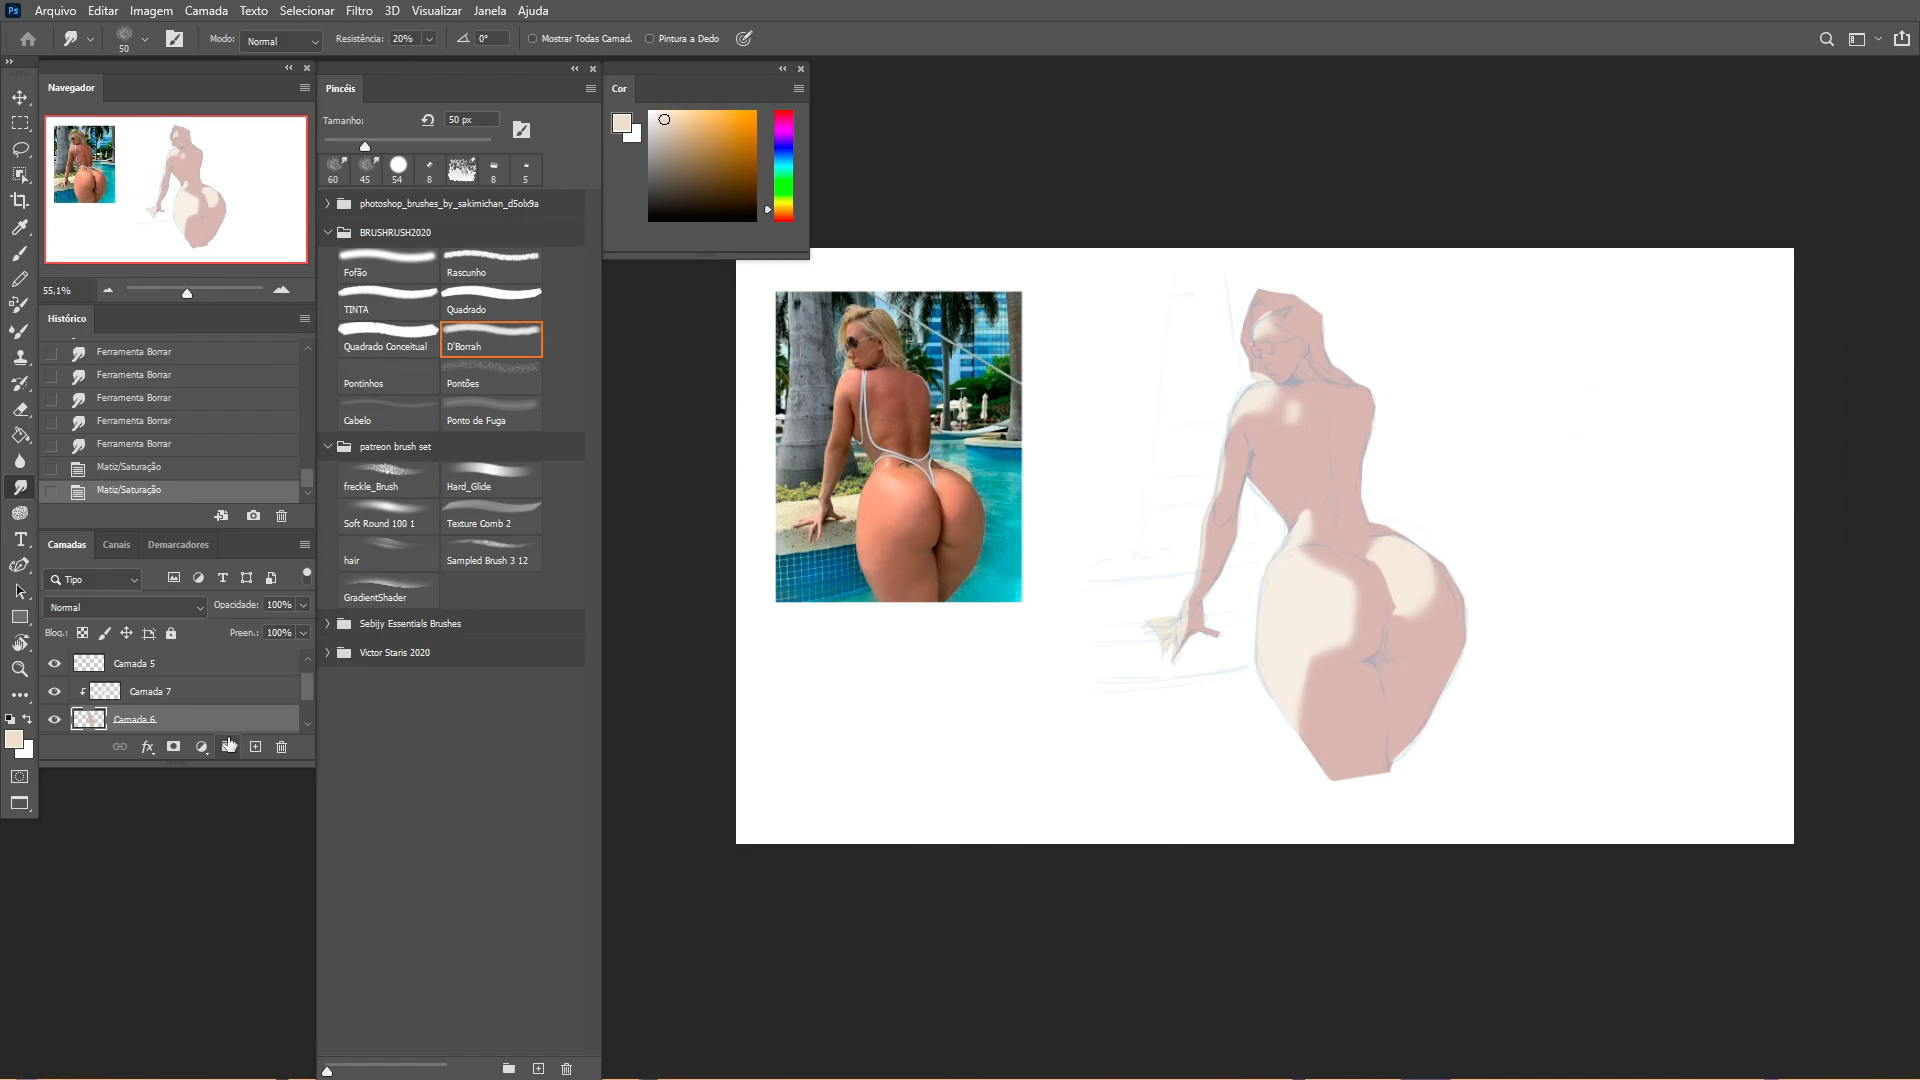 Ps Arquivo Editar Imagem Camada Texto Selecionar Filtro 3D Visualizar Janela Ajuda
50 Modo: Normal Resistência: 20% 0° Mostrar Todas Camad. Pintura a Dedo
Navegador
55,1%
Histórico
Ferramenta Borrar
Ferramenta Borrar
Ferramenta Borrar
Ferramenta Borrar
Ferramenta Borrar
Matiz/Saturação
Matiz/Saturação
Camadas Canais Demarcadores
Tipo
Normal Opacidade: 100%
Bloq.: Preen.: 100%
Camada 5
Camada 7
Camada 6
fx
Pincéis
Tamanho: 50 px
60 45 54 8 8 5
photoshop_brushes_by_sakimichan_d5olx9a
BRUSHRUSH2020
Fofão Rascunho
TINTA Quadrado
Quadrado Conceitual D'Borrah
Pontinhos Pontões
Cabelo Ponto de Fuga
patreon brush set
freckle_Brush Hard_Glide
Soft Round 100 1 Texture Comb 2
hair Sampled Brush 3 12
GradientShader
Sebijy Essentials Brushes
Victor Staris 2020
Cor